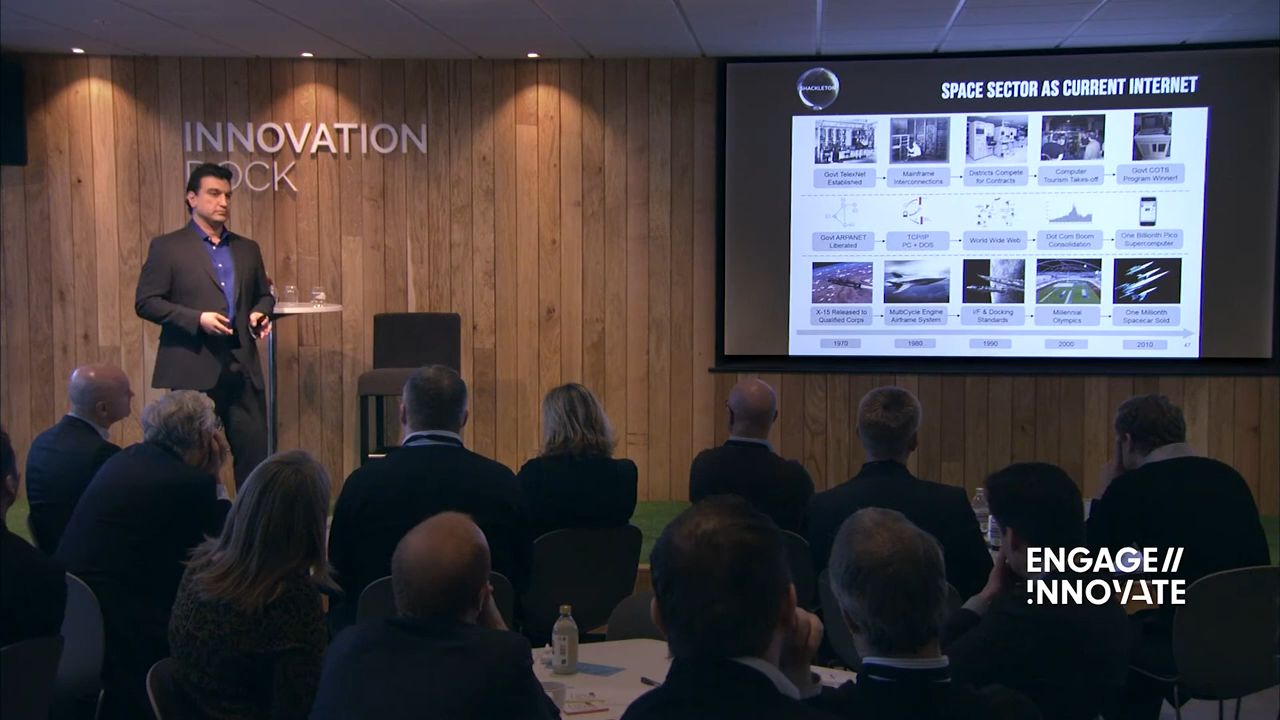 INNOVATION
DOCK
SHACKLETON
SPACE SECTOR AS CURRENT INTERNET
Govt TelexNet
Established
Mainframe
Interconnections
Districts Compete
for Contracts
Computer
Tourism Takes-off
Govt COTS
Program Winner!
Govt ARPANET
Liberated
TCP/IP
PC + DOS
World Wide Web
Dot Com Boom
Consolidation
One Billionth Pico
Supercomputer
X-15 Released to
Qualified Corps
MultiCycle Engine
Airframe System
I/F & Docking
Standards
Millennial
Olympics
One Millionth
Spacecar Sold
1970
1980
1990
2000
2010
47
ENGAGE//
!NNOVATE